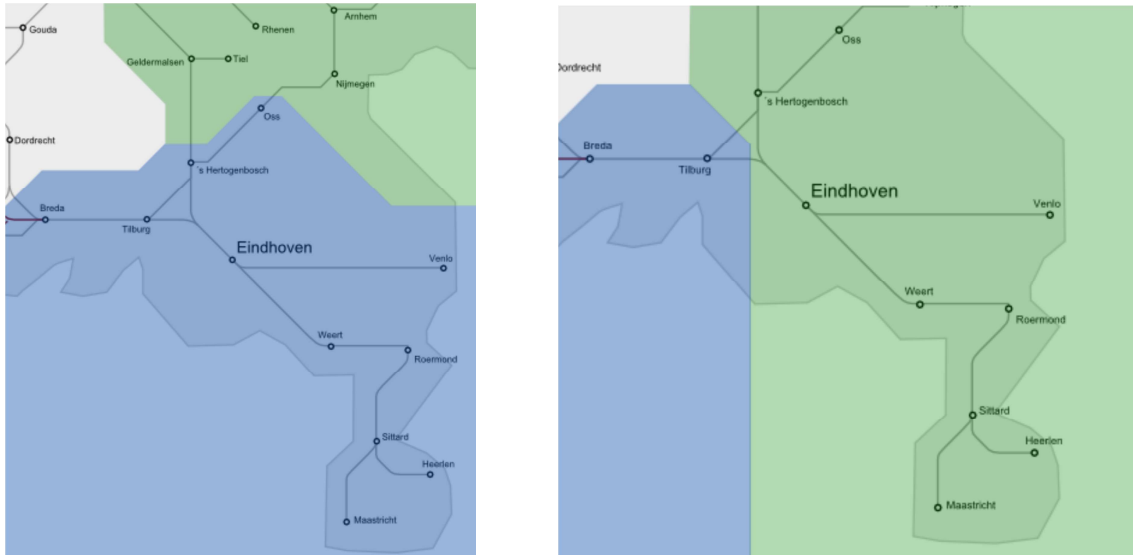 Gouda
Rhenen
Arnhem
Geldermalsen
Tiel
Nijmegen
Oss
Dordrecht
`s Hertogenbosch
Breda
Tilburg
Eindhoven
Venlo
Weert
Roermond
Sittard
Heerlen
Maastricht
Oss
Dordrecht
`s Hertogenbosch
Breda
Tilburg
Eindhoven
Venlo
Weert
Roermond
Sittard
Heerlen
Maastricht